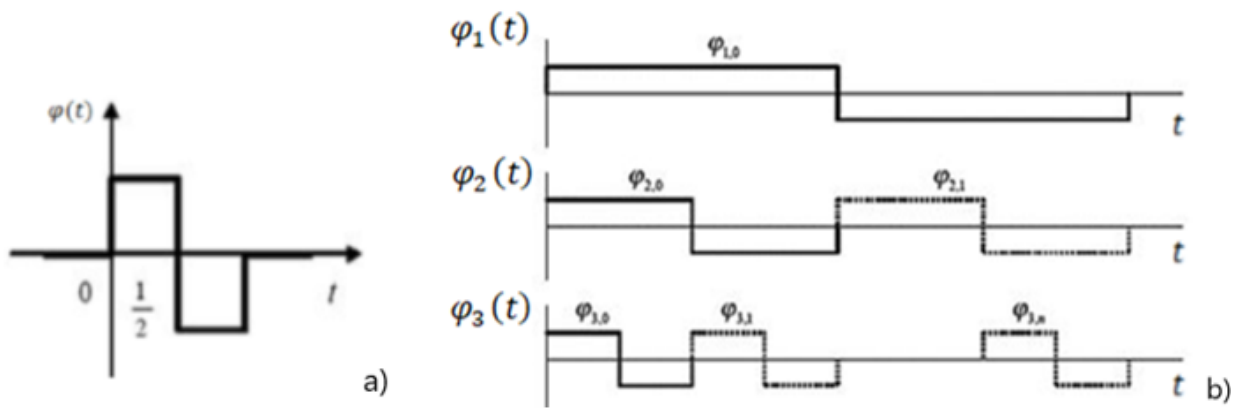 φ(t)
0
1
2
t
a)
φ₁(t)
φ₁,₀
t
φ₂(t)
φ₂,₀
φ₂,₁
t
φ₃(t)
φ₃,₀
φ₃,₁
φ₃,ₙ
t
b)